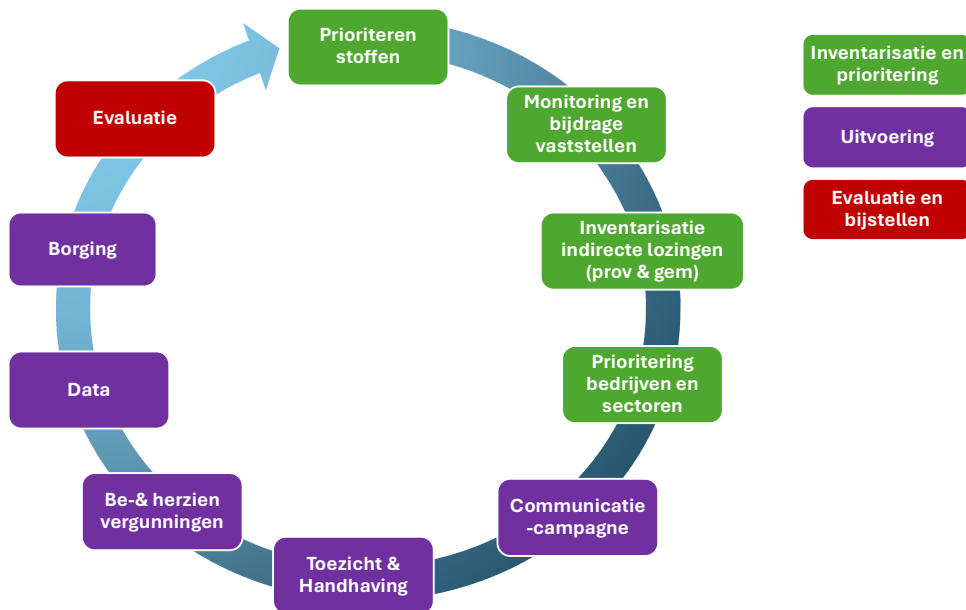 Prioriteren
stoffen
Monitoring en
bijdrage
vaststellen
Inventarisatie
indirecte lozingen
(prov & gem)
Prioritering
bedrijven en
sectoren
Communicatie
-campagne
Toezicht &
Handhaving
Be-& herzien
vergunningen
Data
Borging
Evaluatie
Inventarisatie en
prioritering
Uitvoering
Evaluatie en
bijstellen